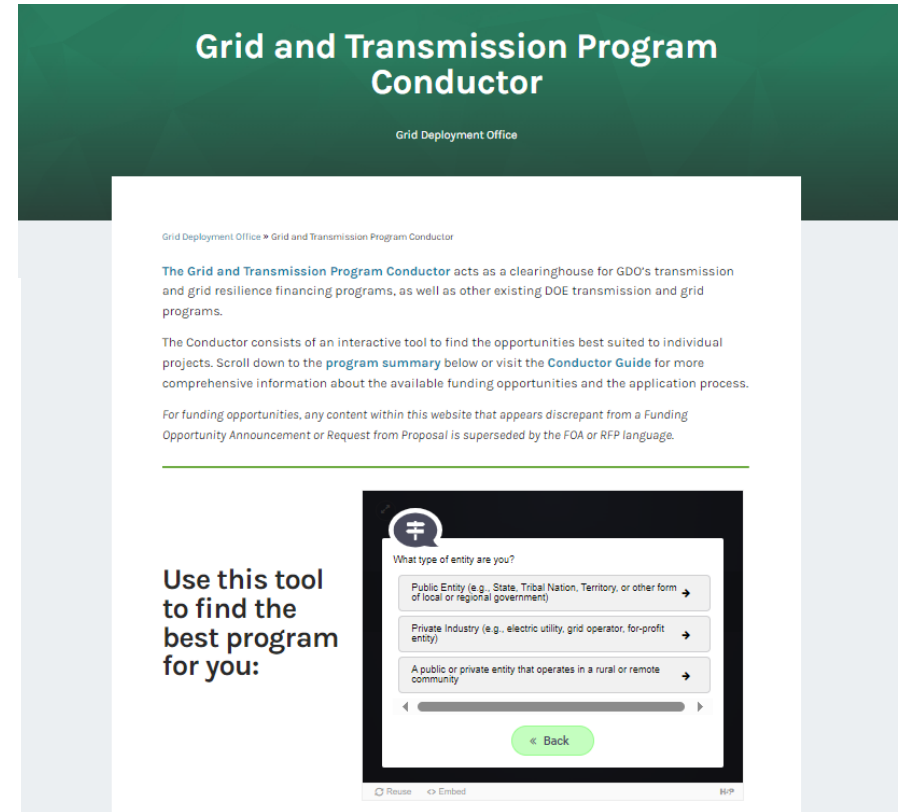 Grid and Transmission Program
Conductor
Grid Deployment Office
Grid Deployment Office » Grid and Transmission Program Conductor
The Grid and Transmission Program Conductor acts as a clearinghouse for GDO's transmission
and grid resilience financing programs, as well as other existing DOE transmission and grid
programs.
The Conductor consists of an interactive tool to find the opportunities best suited to individual
projects. Scroll down to the program summary below or visit the Conductor Guide for more
comprehensive information about the available funding opportunities and the application process.
For funding opportunities, any content within this website that appears discrepant from a Funding
Opportunity Announcement or Request from Proposal is superseded by the FOA or RFP language.
Use this tool
to find the
best program
for you:
What type of entity are you?
Public Entity (e.g., State, Tribal Nation, Territory, or other form
of local or regional government)
Private Industry (e.g., electric utility, grid operator, for-profit
entity)
A public or private entity that operates in a rural or remote
community
« Back
Reuse <> Embed
H5P